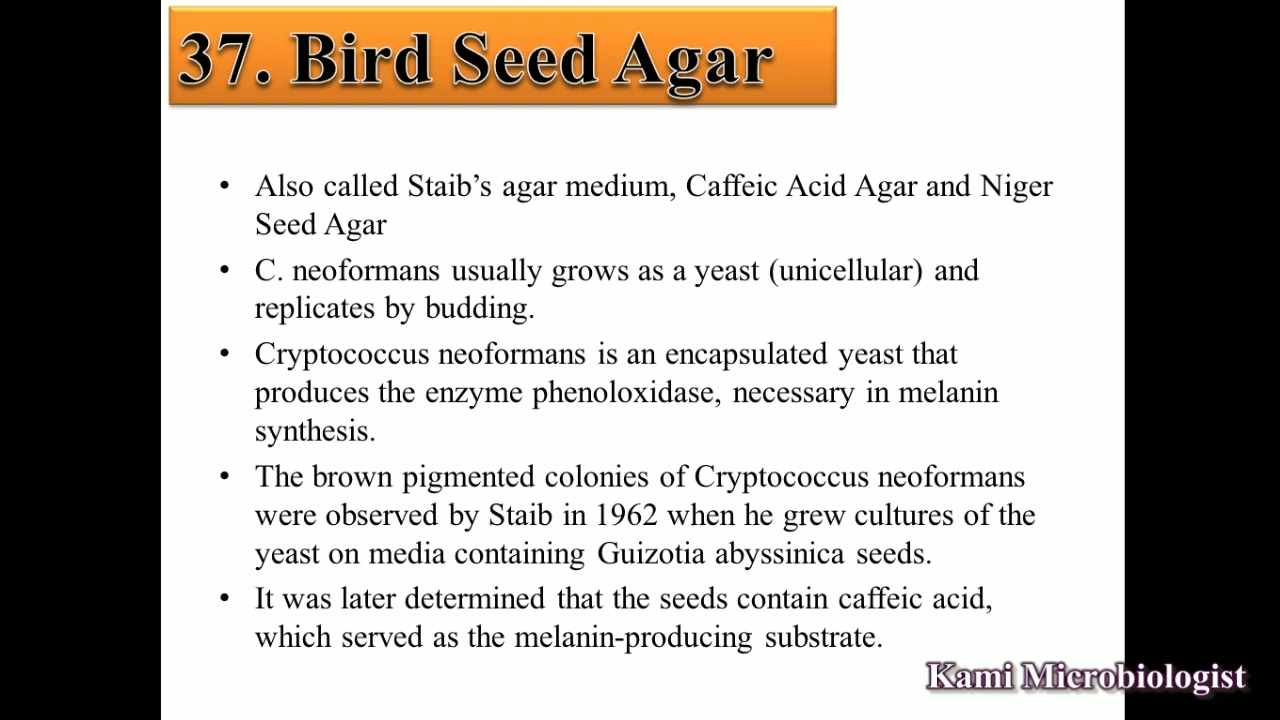 37. Bird Seed Agar
• Also called Staib’s agar medium, Caffeic Acid Agar and Niger
Seed Agar
• C. neoformans usually grows as a yeast (unicellular) and
replicates by budding.
• Cryptococcus neoformans is an encapsulated yeast that
produces the enzyme phenoloxidase, necessary in melanin
synthesis.
• The brown pigmented colonies of Cryptococcus neoformans
were observed by Staib in 1962 when he grew cultures of the
yeast on media containing Guizotia abyssinica seeds.
• It was later determined that the seeds contain caffeic acid,
which served as the melanin-producing substrate.
Kami Microbiologist